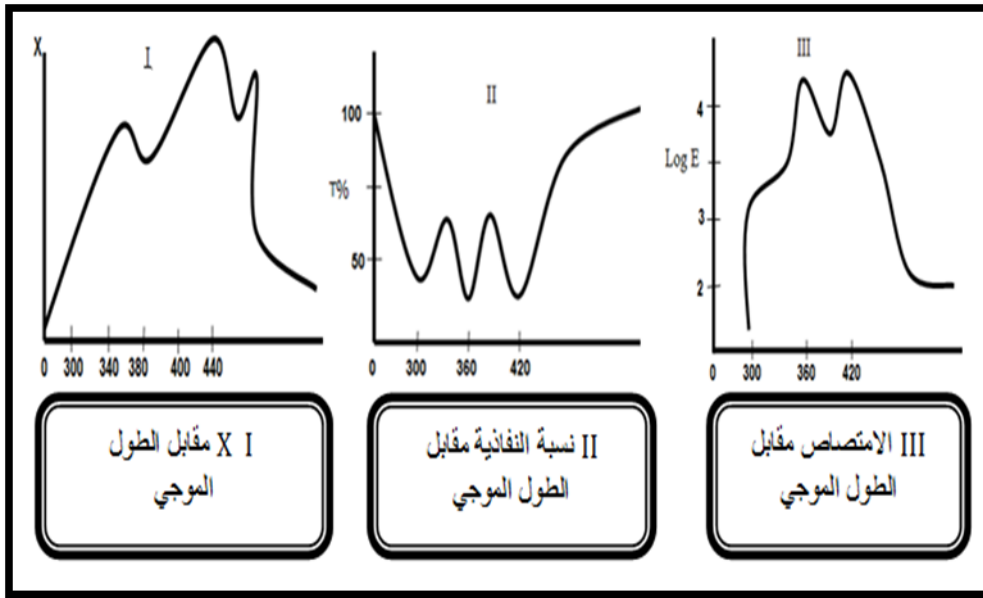 X
I
0 300 340 380 400 440
II
100
T%
50
0 300 360 420
III
4
Log E
3
2
0 300 360 420
X I مقابل الطول
الموجي
II نسبة النفاذية مقابل
الطول الموجي
III الامتصاص مقابل
الطول الموجي